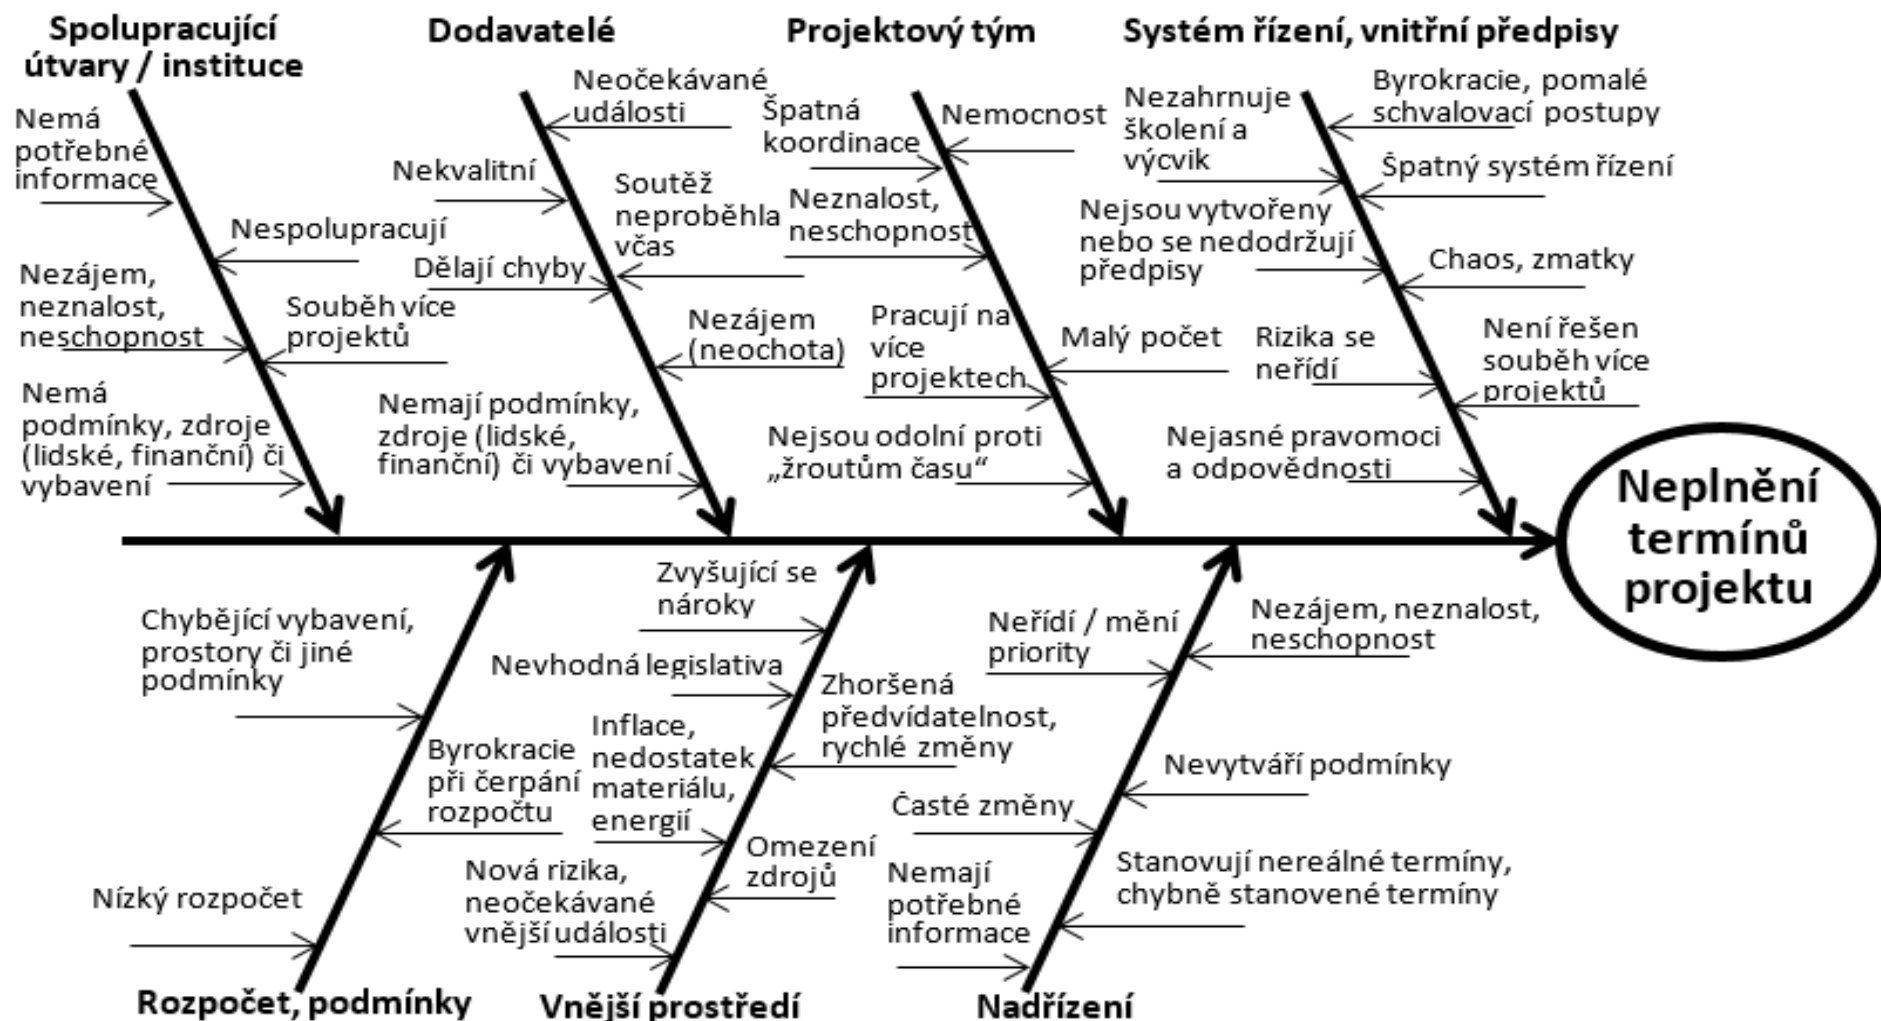 Spolupracující
útvary / instituce
Nemá
potřebné
informace
Nespolupracují
Nezájem,
neznalost,
neschopnost
Souběh více
projektů
Nemá
podmínky, zdroje
(lidské, finanční) či
vybavení
Dodavatelé
Neočekávané
události
Nekvalitní
Soutěž
neproběhla
včas
Dělají chyby
Nezájem
(neochota)
Nemají podmínky,
zdroje (lidské,
finanční) či vybavení
Projektový tým
Špatná
koordinace
Nemocnost
Neznalost,
neschopnost
Pracují na
více
projektech
Malý počet
Nejsou odolní proti
„žroutům času“
Systém řízení, vnitřní předpisy
Nezahrnuje
školení a
výcvik
Byrokracie, pomalé
schvalovací postupy
Špatný systém řízení
Nejsou vytvořeny
nebo se nedodržují
předpisy
Chaos, zmatky
Rizika se
neřídí
Není řešen
souběh více
projektů
Nejasné pravomoci
a odpovědnosti
Neplnění
termínů
projektu
Chybějící vybavení,
prostory či jiné
podmínky
Byrokracie
při čerpání
rozpočtu
Nízký rozpočet
Rozpočet, podmínky
Zvyšující se
nároky
Nevhodná legislativa
Zhoršená
předvídatelnost,
rychlé změny
Inflace,
nedostatek
materiálu,
energií
Omezení
zdrojů
Nová rizika,
neočekávané
vnější události
Vnější prostředí
Neřídí / mění
priority
Nezájem, neznalost,
neschopnost
Nevytváří podmínky
Časté změny
Stanovují nereálné termíny,
chybně stanovené termíny
Nemají
potřebné
informace
Nadřízení